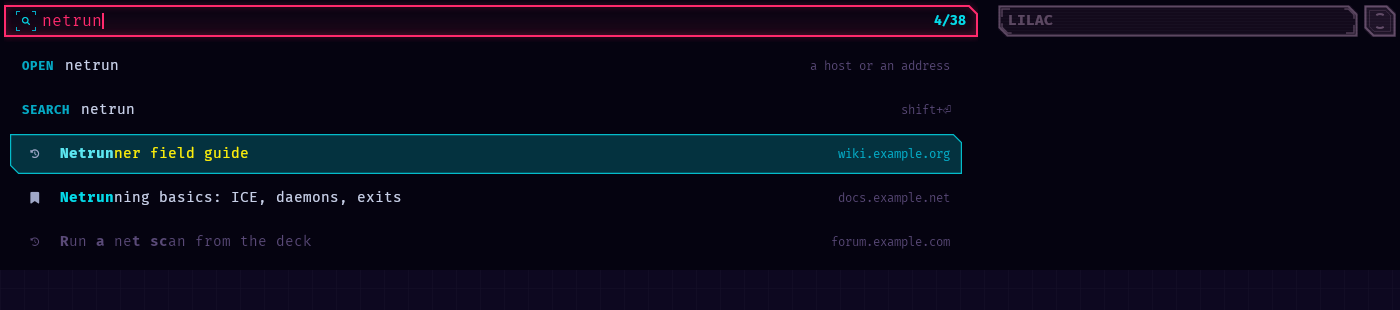 netrun 4/38 LILAC
OPEN netrun a host or an address
SEARCH netrun shift+⏎
Netrunner field guide wiki.example.org
Netrunning basics: ICE, daemons, exits docs.example.net
Run a net scan from the deck forum.example.com